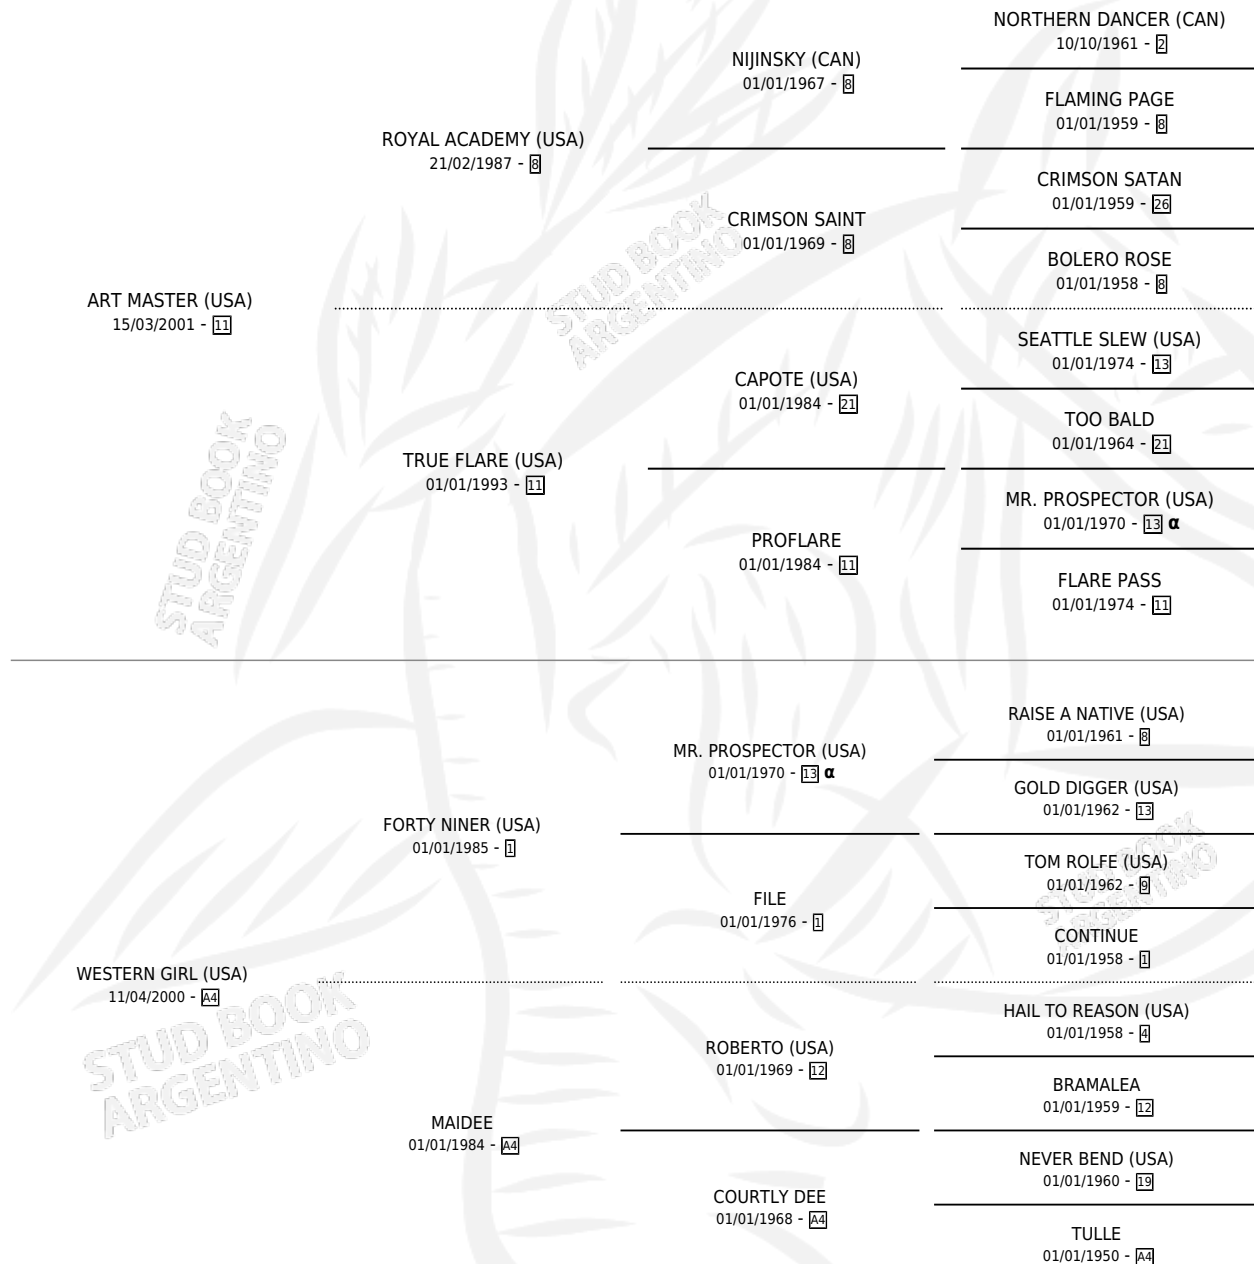 NORTHERN DANCER (CAN)
10/10/1961 - 2
NIJINSKY (CAN)
01/01/1967 - 8
FLAMING PAGE
01/01/1959 - 8
ROYAL ACADEMY (USA)
21/02/1987 - 8
CRIMSON SATAN
01/01/1959 - 26
CRIMSON SAINT
01/01/1969 - 8
BOLERO ROSE
01/01/1958 - 8
STUD BOOK
ARGENTINO
ART MASTER (USA)
15/03/2001 - 11
SEATTLE SLEW (USA)
01/01/1974 - 13
CAPOTE (USA)
01/01/1984 - 21
TOO BALD
01/01/1964 - 21
TRUE FLARE (USA)
01/01/1993 - 11
MR. PROSPECTOR (USA)
01/01/1970 - 13 α
PROFLARE
01/01/1984 - 11
FLARE PASS
01/01/1974 - 11
STUD BOOK
ARGENTINO
RAISE A NATIVE (USA)
01/01/1961 - 8
MR. PROSPECTOR (USA)
01/01/1970 - 13 α
GOLD DIGGER (USA)
01/01/1962 - 13
FORTY NINER (USA)
01/01/1985 - 1
TOM ROLFE (USA)
01/01/1962 - 9
FILE
01/01/1976 - 1
CONTINUE
01/01/1958 - 1
STUD BOOK
ARGENTINO
WESTERN GIRL (USA)
11/04/2000 - A4
HAIL TO REASON (USA)
01/01/1958 - 4
ROBERTO (USA)
01/01/1969 - 12
BRAMALEA
01/01/1959 - 12
MAIDEE
01/01/1984 - A4
NEVER BEND (USA)
01/01/1960 - 19
COURTLY DEE
01/01/1968 - A4
TULLE
01/01/1950 - A4
STUD BOOK
ARGENTINO